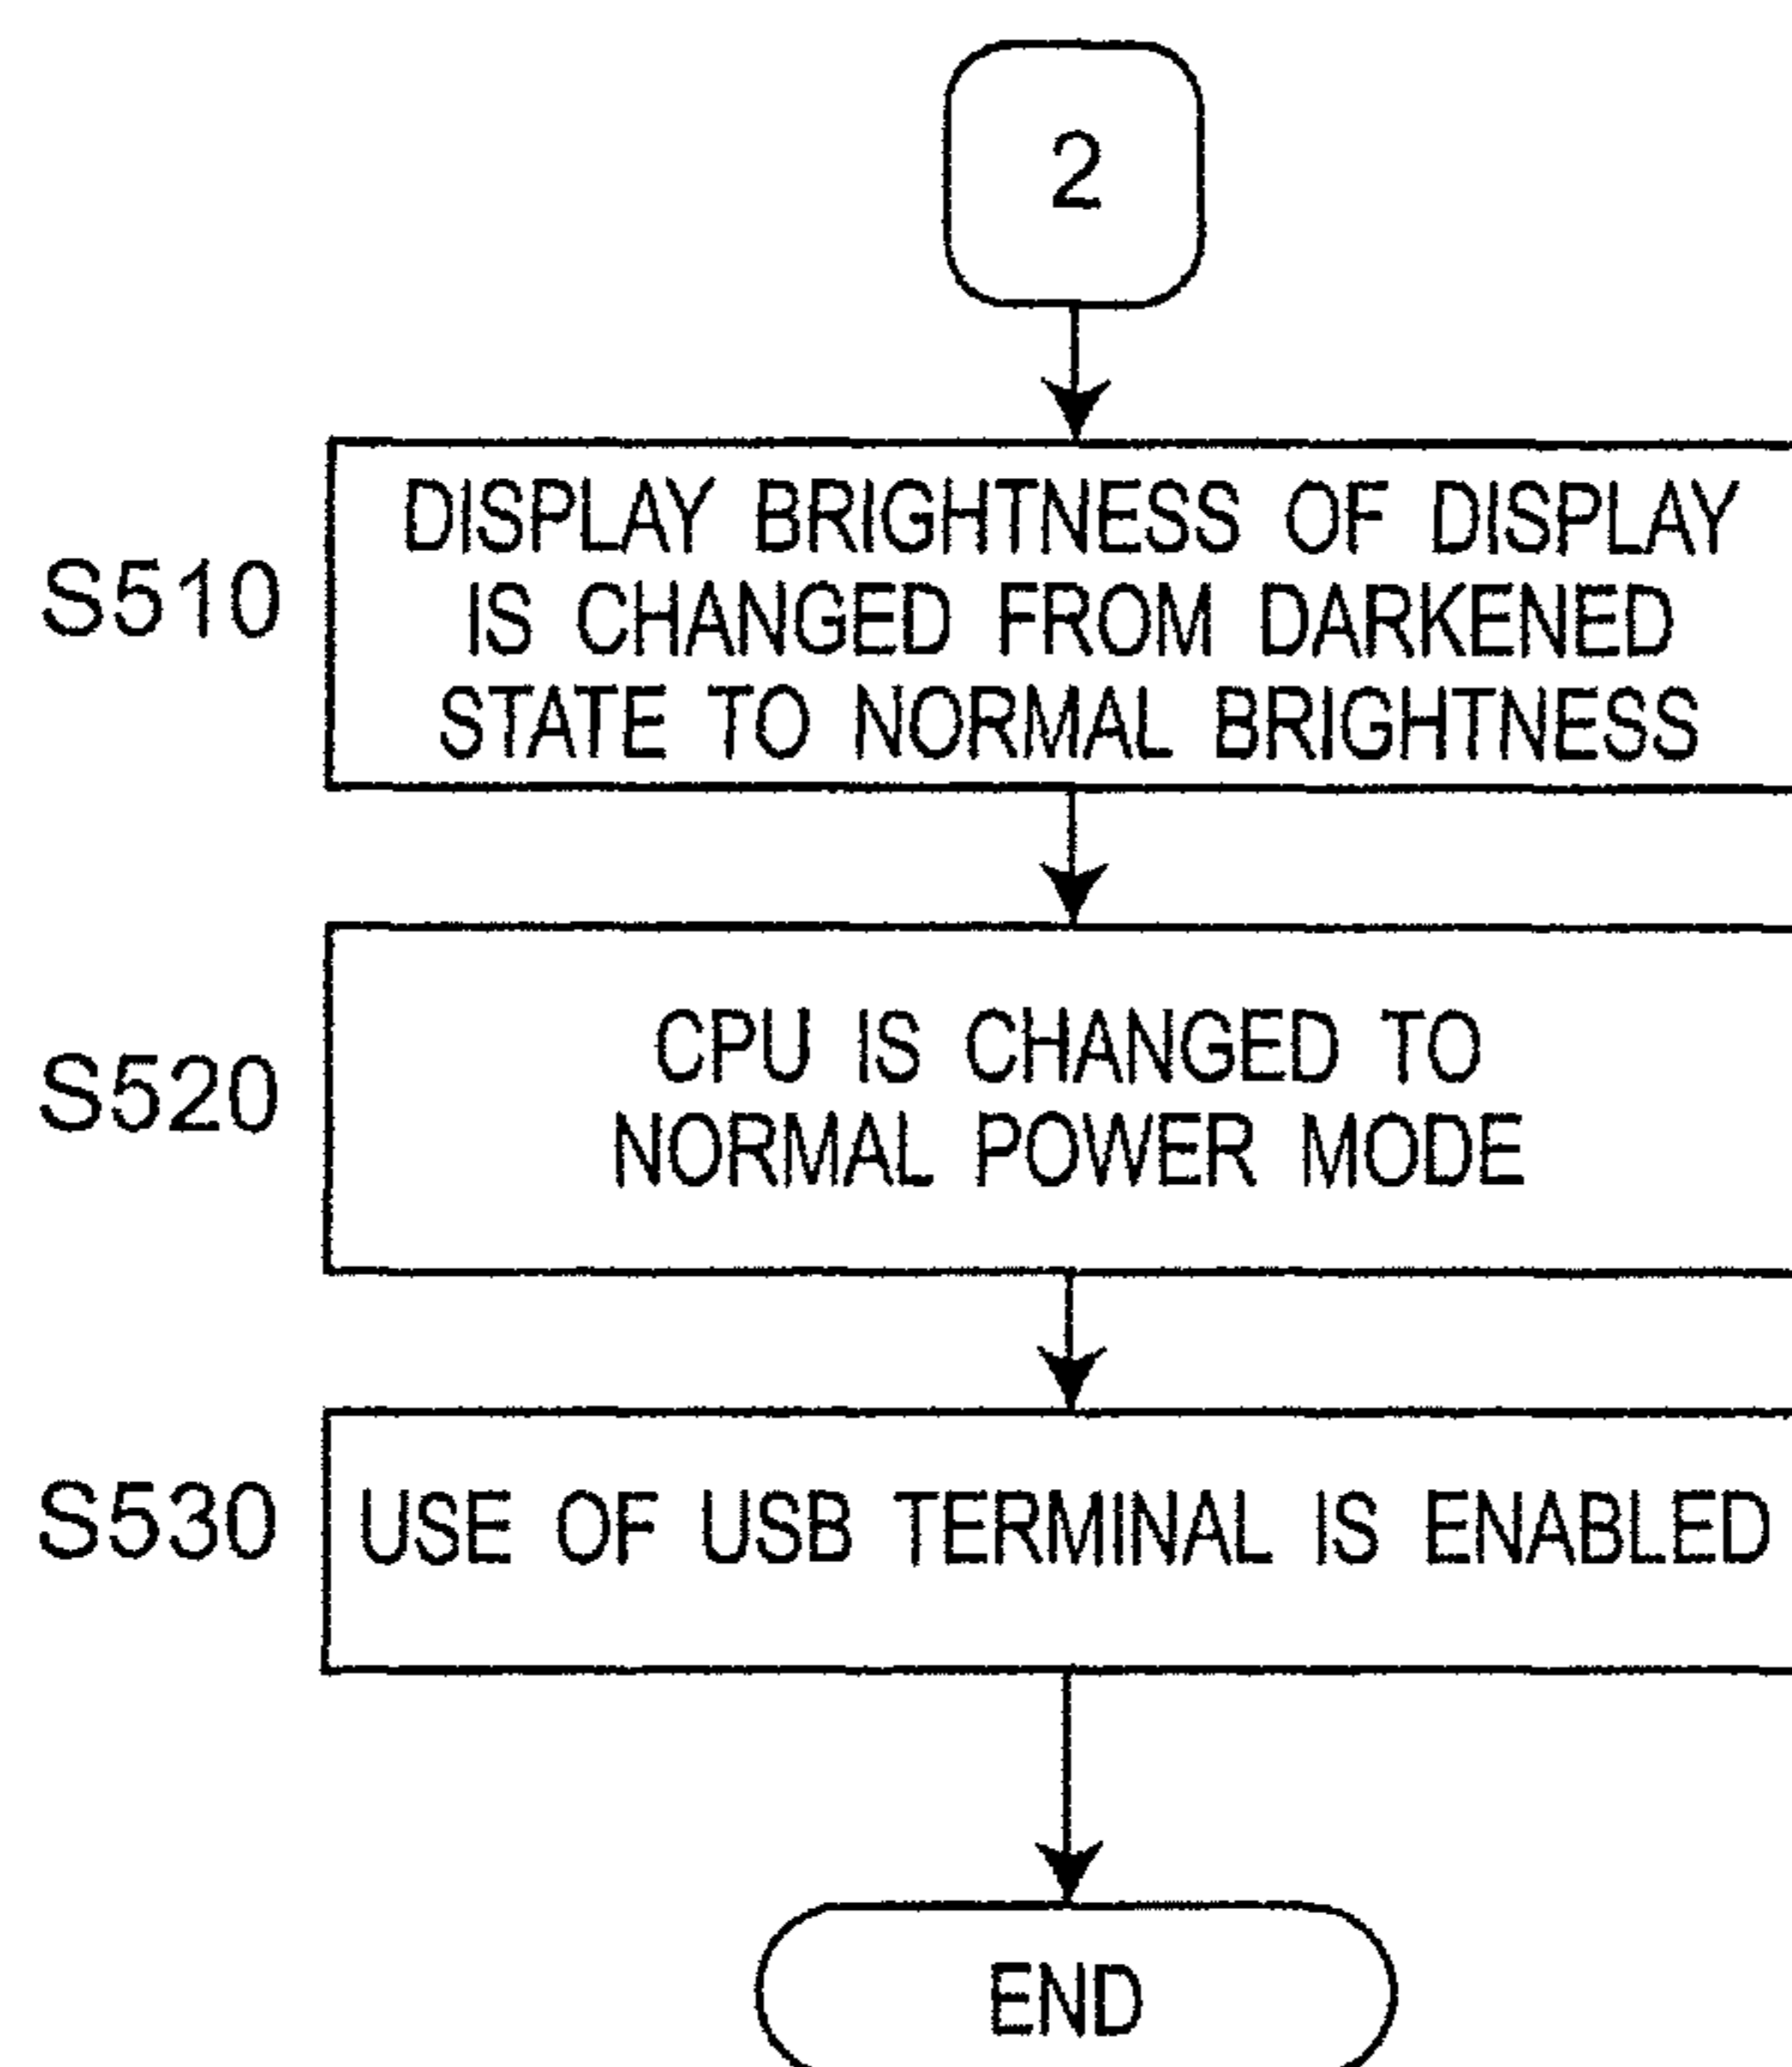 2
S510
DISPLAY BRIGHTNESS OF DISPLAY
IS CHANGED FROM DARKENED
STATE TO NORMAL BRIGHTNESS
S520
CPU IS CHANGED TO
NORMAL POWER MODE
S530
USE OF USB TERMINAL IS ENABLED
END